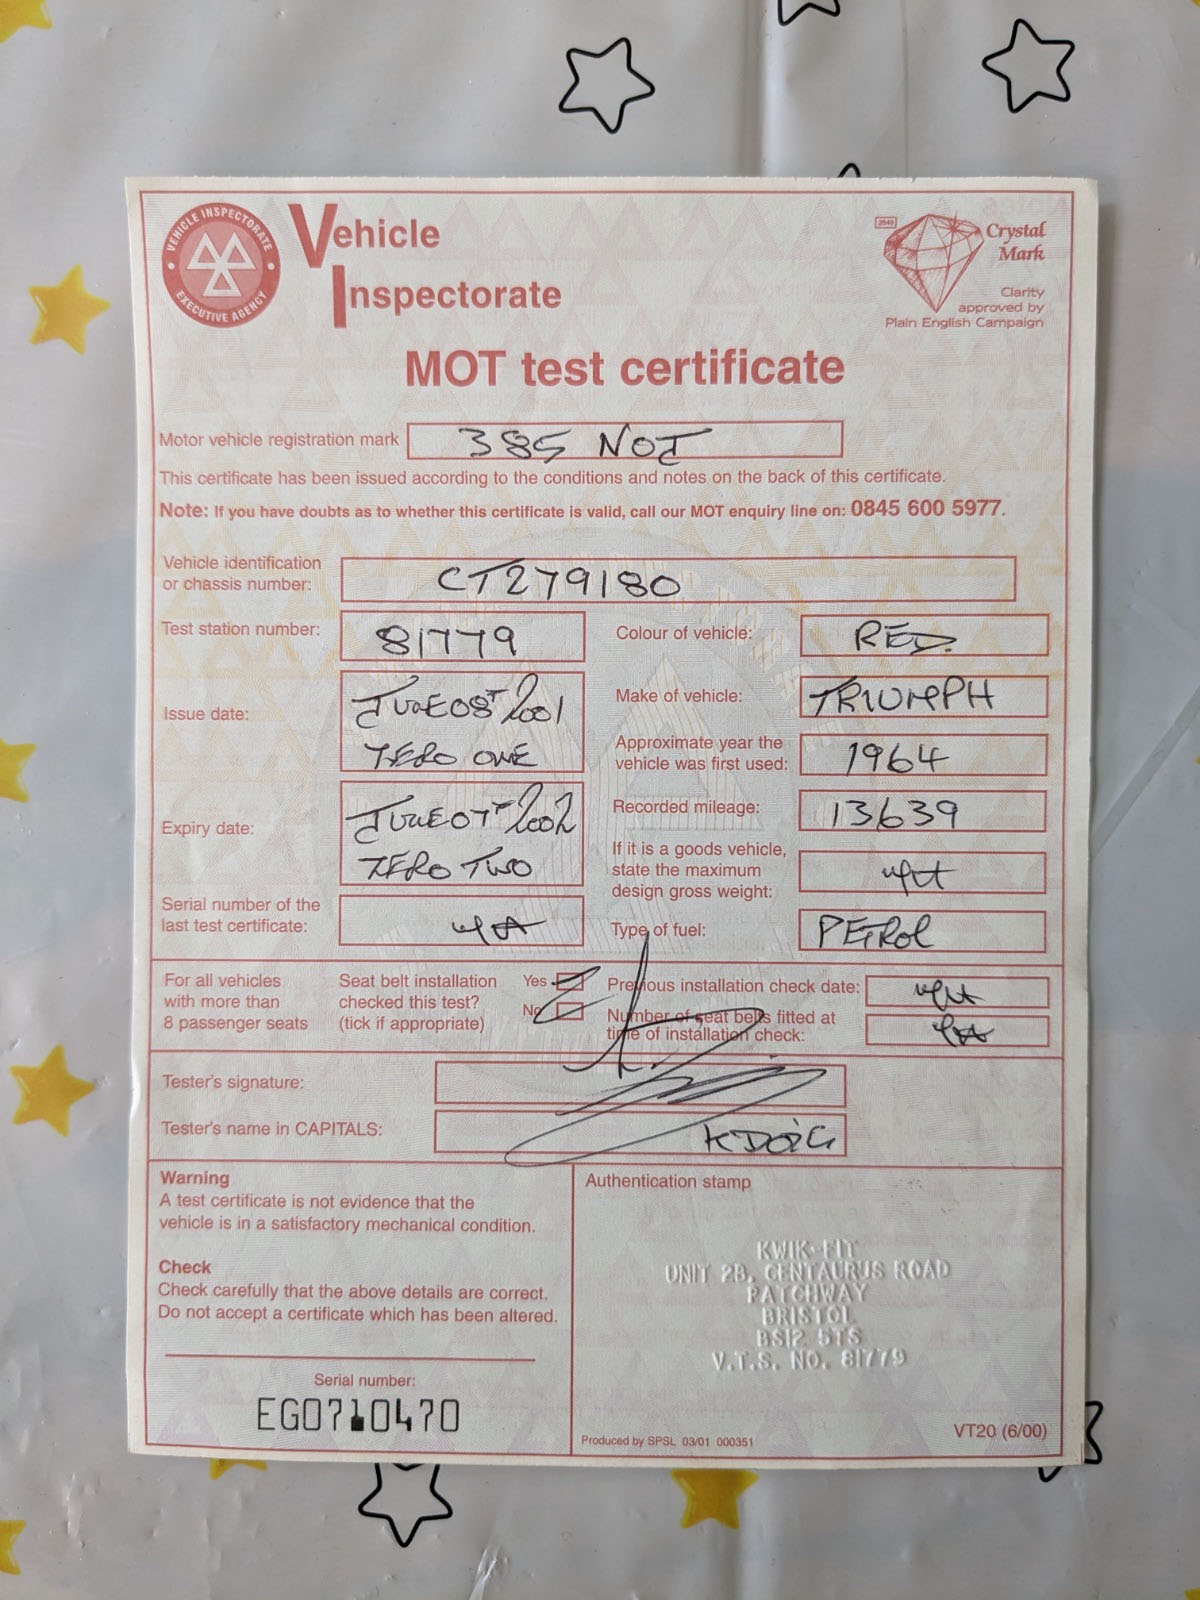 VEHICLE INSPECTORATE
EXECUTIVE AGENCY
Vehicle
Inspectorate
2848
Crystal
Mark
Clarity
approved by
Plain English Campaign
MOT test certificate
Motor vehicle registration mark 385 NOT
This certificate has been issued according to the conditions and notes on the back of this certificate.
Note: If you have doubts as to whether this certificate is valid, call our MOT enquiry line on: 0845 600 5977.
Vehicle identification
or chassis number: CT279180
Test station number: 81779
Colour of vehicle: RED.
Issue date: JUNE 08T 2001
ZERO ONE
Make of vehicle: TRIUMPH
Approximate year the
vehicle was first used: 1964
Expiry date: JUNE 07T 2002
ZERO TWO
Recorded mileage: 13639
If it is a goods vehicle,
state the maximum
design gross weight:
Serial number of the
last test certificate:
Type of fuel: PETROL
For all vehicles
with more than
8 passenger seats
Seat belt installation
checked this test?
(tick if appropriate)
Yes
No
Previous installation check date:
Number of seat belts fitted at
time of installation check:
Tester's signature:
Tester's name in CAPITALS: K DOIG
Warning
A test certificate is not evidence that the
vehicle is in a satisfactory mechanical condition.
Check
Check carefully that the above details are correct.
Do not accept a certificate which has been altered.
Serial number:
EG0710470
Authentication stamp
KWIK-FIT
UNIT 2B, CENTAURUS ROAD
PATCHWAY
BRISTOL
BS12 5TS
V.T.S. NO. 81779
Produced by SPSL 03/01 000351
VT20 (6/00)